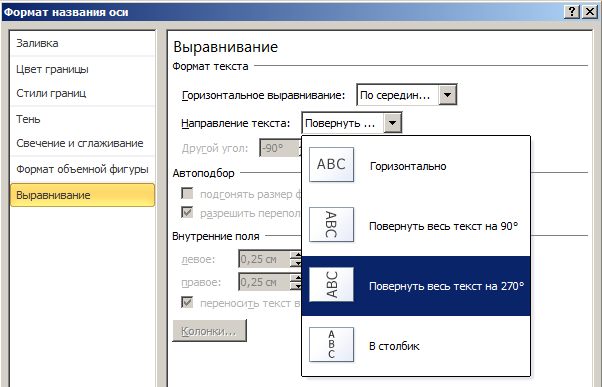 Формат названия оси
Заливка
Цвет границы
Стили границ
Тень
Свечение и сглаживание
Формат объемной фигуры
Выравнивание
Выравнивание
Формат текста
Горизонтальное выравнивание: По середин...
Направление текста: Повернуть ...
Другой угол: -90°
Автоподбор
подгонять размер ф
разрешить перепол
Внутренние поля
левое: 0,25 см
правое: 0,25 см
переносить текст в
Колонки...
ABC Горизонтально
ABC Повернуть весь текст на 90°
ABC Повернуть весь текст на 270°
ABC В столбик